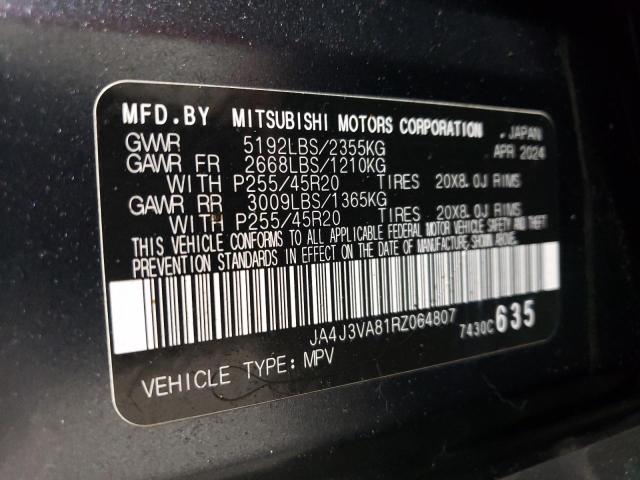 MFD.BY MITSUBISHI MOTORS CORPORATION , JAPAN
GVWR 5192LBS/2355KG APR 2024
GAWR FR 2668LBS/1210KG
WITH P255/45R20 TIRES 20X8.0J RIMS
GAWR RR 3009LBS/1365KG
WITH P255/45R20 TIRES 20X8.0J RIMS
THIS VEHICLE CONFORMS TO ALL APPLICABLE FEDERAL MOTOR VEHICLE SAFETY AND THEFT
PREVENTION STANDARDS IN EFFECT ON THE DATE OF MANUFACTURE SHOWN ABOVE.
JA4J3VA81RZ064807 7430C635
VEHICLE TYPE: MPV